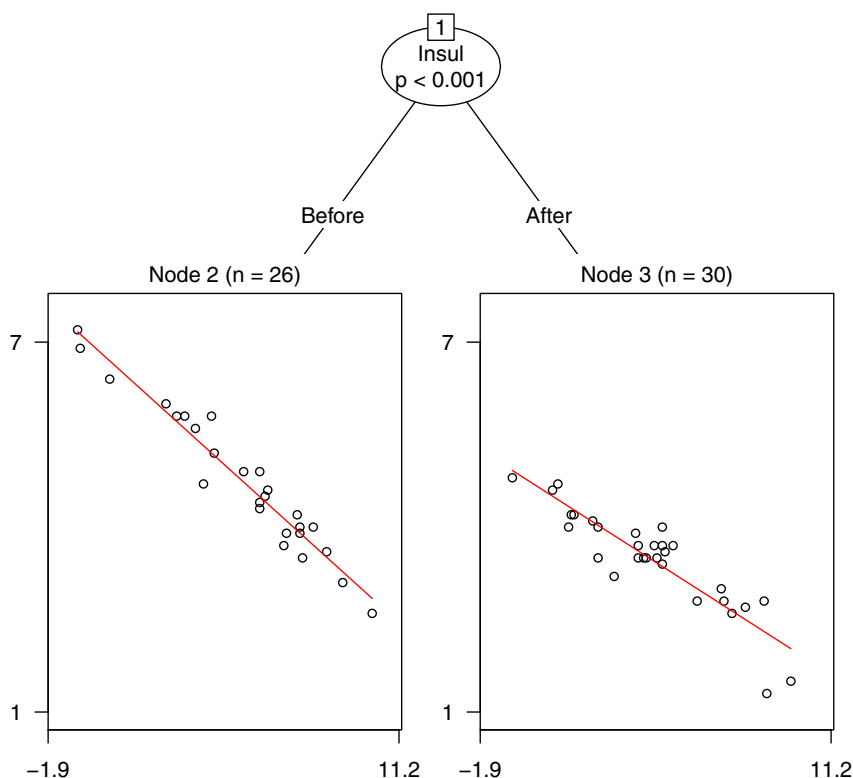 1
Insul
p < 0.001
Before
After
Node 2 (n = 26)
Node 3 (n = 30)
7
7
1
1
−1.9
11.2
−1.9
11.2